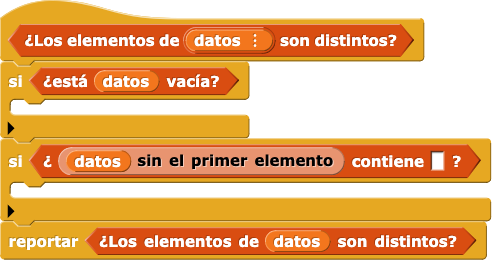 ¿Los elementos de datos ⋮ son distintos?
si ¿está datos vacía?
si ¿ datos sin el primer elemento contiene ?
reportar ¿Los elementos de datos son distintos?